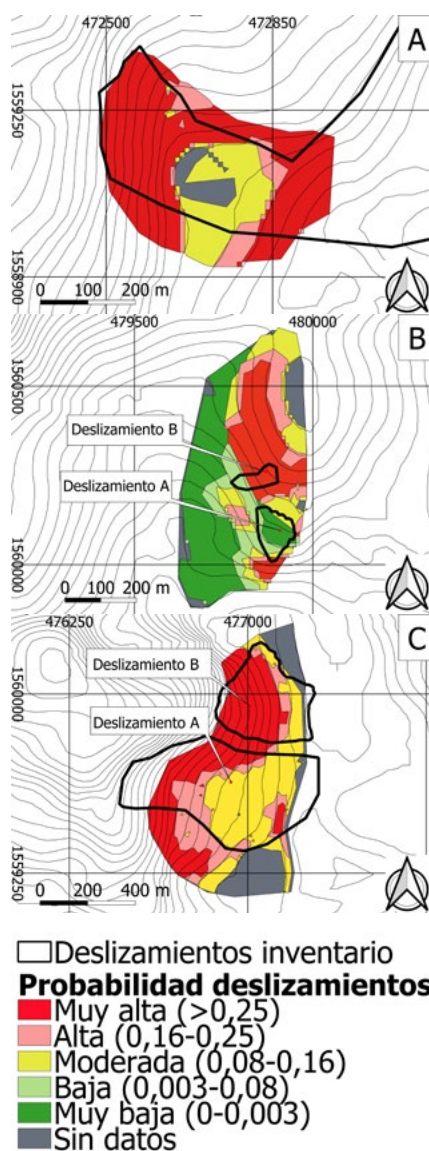 472500 472850
A
1559250
1558900
0 100 200 m
479500 480000
B
1560500
Deslizamiento B
Deslizamiento A
1560000
0 100 200 m
476250 477000
C
Deslizamiento B
1560000
Deslizamiento A
1559250
0 200 400 m
Deslizamientos inventario
Probabilidad deslizamientos
Muy alta (>0,25)
Alta (0,16-0,25)
Moderada (0,08-0,16)
Baja (0,003-0,08)
Muy baja (0-0,003)
Sin datos